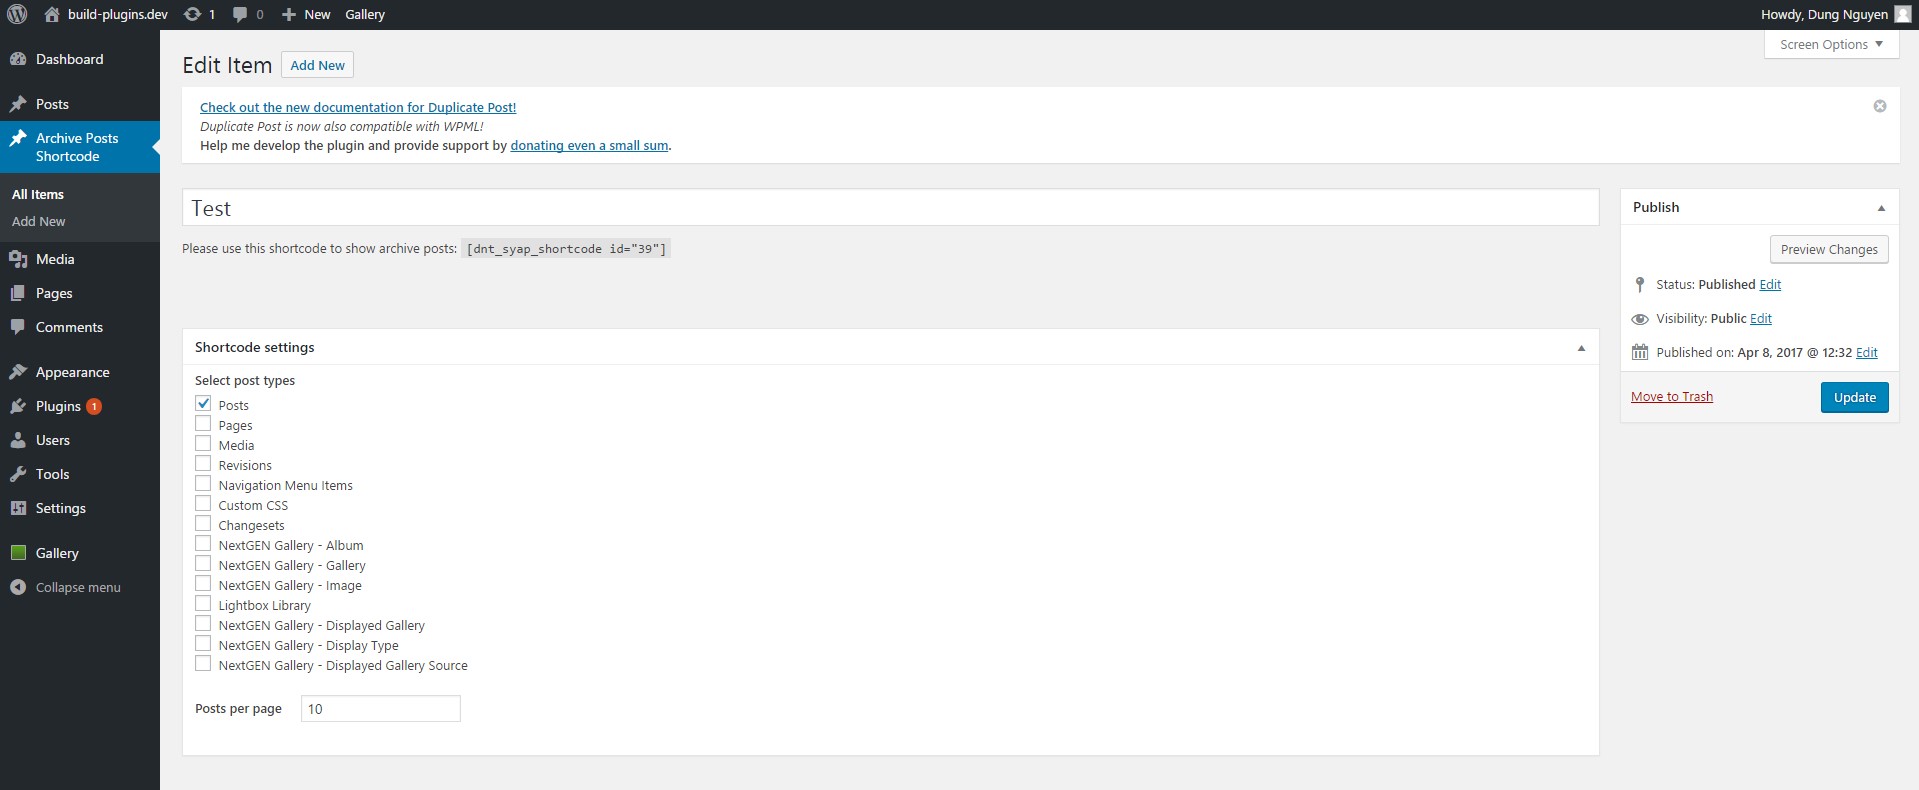 build-plugins.dev 1 0 New Gallery Howdy, Dung Nguyen
Screen Options
Dashboard
Posts
Archive Posts
Shortcode
All Items
Add New
Media
Pages
Comments
Appearance
Plugins 1
Users
Tools
Settings
Gallery
Collapse menu
Edit Item Add New
Check out the new documentation for Duplicate Post!
Duplicate Post is now also compatible with WPML!
Help me develop the plugin and provide support by donating even a small sum.
Test
Please use this shortcode to show archive posts: [dnt_syap_shortcode id="39"]
Shortcode settings
Select post types
Posts
Pages
Media
Revisions
Navigation Menu Items
Custom CSS
Changesets
NextGEN Gallery - Album
NextGEN Gallery - Gallery
NextGEN Gallery - Image
Lightbox Library
NextGEN Gallery - Displayed Gallery
NextGEN Gallery - Display Type
NextGEN Gallery - Displayed Gallery Source
Posts per page 10
Publish
Preview Changes
Status: Published Edit
Visibility: Public Edit
Published on: Apr 8, 2017 @ 12:32 Edit
Move to Trash Update